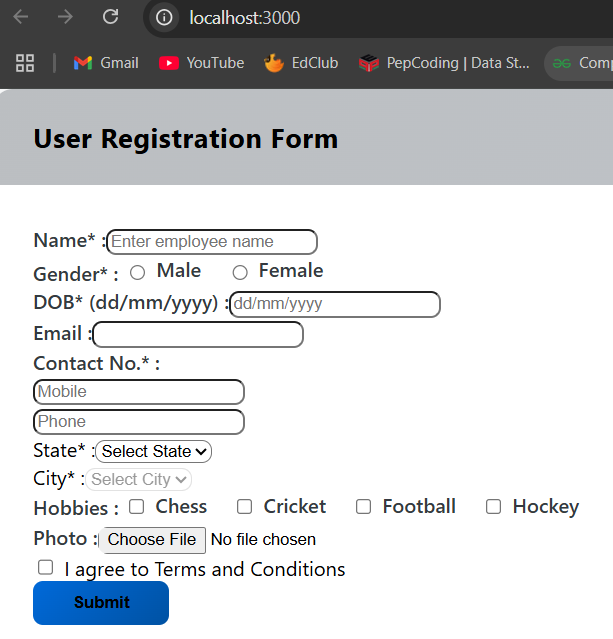 localhost:3000
Gmail YouTube EdClub PepCoding | Data St... Comp
User Registration Form
Name* : Enter employee name
Gender* : Male Female
DOB* (dd/mm/yyyy) : dd/mm/yyyy
Email :
Contact No.* :
Mobile
Phone
State* : Select State
City* : Select City
Hobbies : Chess Cricket Football Hockey
Photo : Choose File No file chosen
I agree to Terms and Conditions
Submit